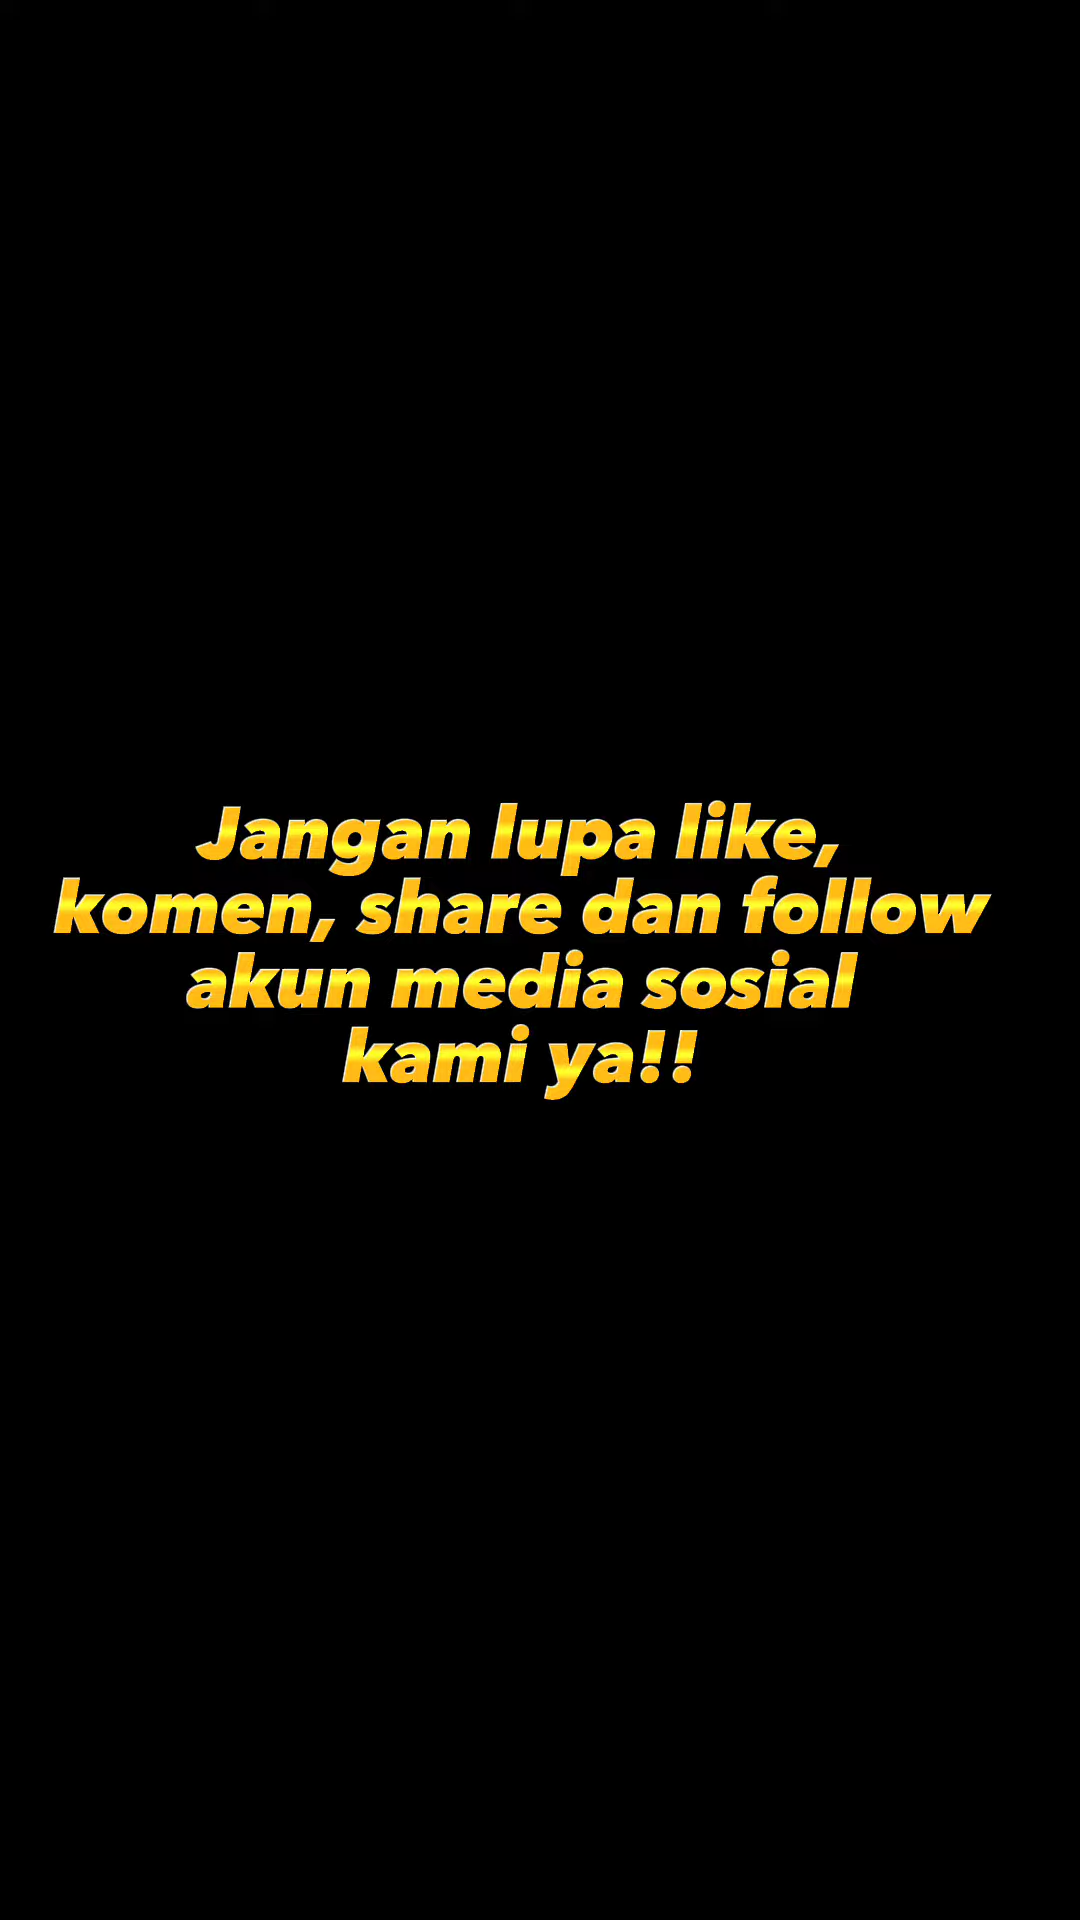 Jangan lupa like,
komen, share dan follow
akun media sosial
kami ya!!